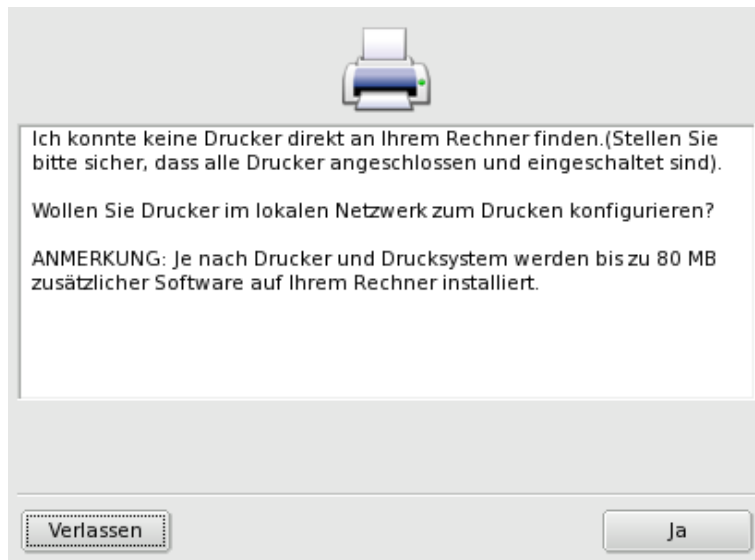 Ich konnte keine Drucker direkt an Ihrem Rechner finden.(Stellen Sie
bitte sicher, dass alle Drucker angeschlossen und eingeschaltet sind).
Wollen Sie Drucker im lokalen Netzwerk zum Drucken konfigurieren?
ANMERKUNG: Je nach Drucker und Drucksystem werden bis zu 80 MB
zusätzlicher Software auf Ihrem Rechner installiert.
Verlassen
Ja